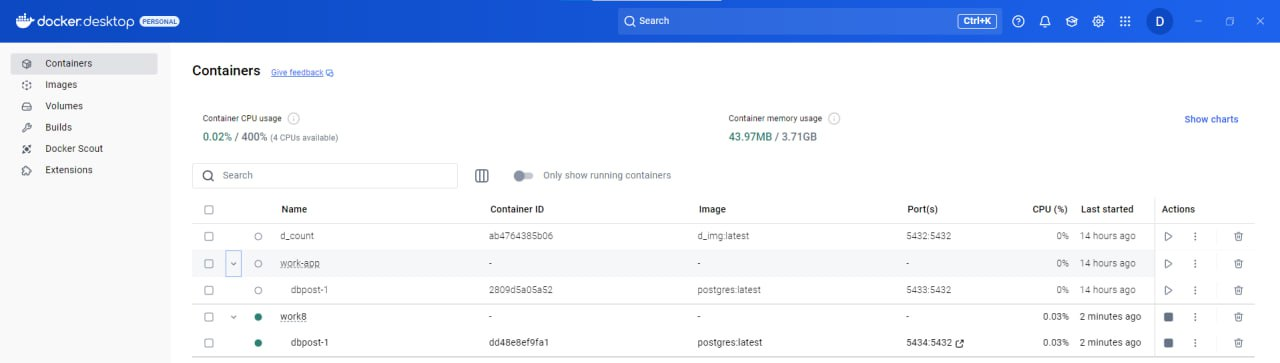 docker.desktop PERSONAL Search Ctrl+K D
Containers
Images
Volumes
Builds
Docker Scout
Extensions
Containers Give feedback
Container CPU usage
0.02% / 400% (4 CPUs available)
Container memory usage
43.97MB / 3.71GB
Show charts
Search Only show running containers
Name Container ID Image Port(s) CPU (%) Last started Actions
d_count ab4764385b06 d_img:latest 5432:5432 0% 14 hours ago
work-app - - - 0% 14 hours ago
dbpost-1 2809d5a05a52 postgres:latest 5433:5432 0% 14 hours ago
work8 - - - 0.03% 2 minutes ago
dbpost-1 dd48e8ef9fa1 postgres:latest 5434:5432 0.03% 2 minutes ago